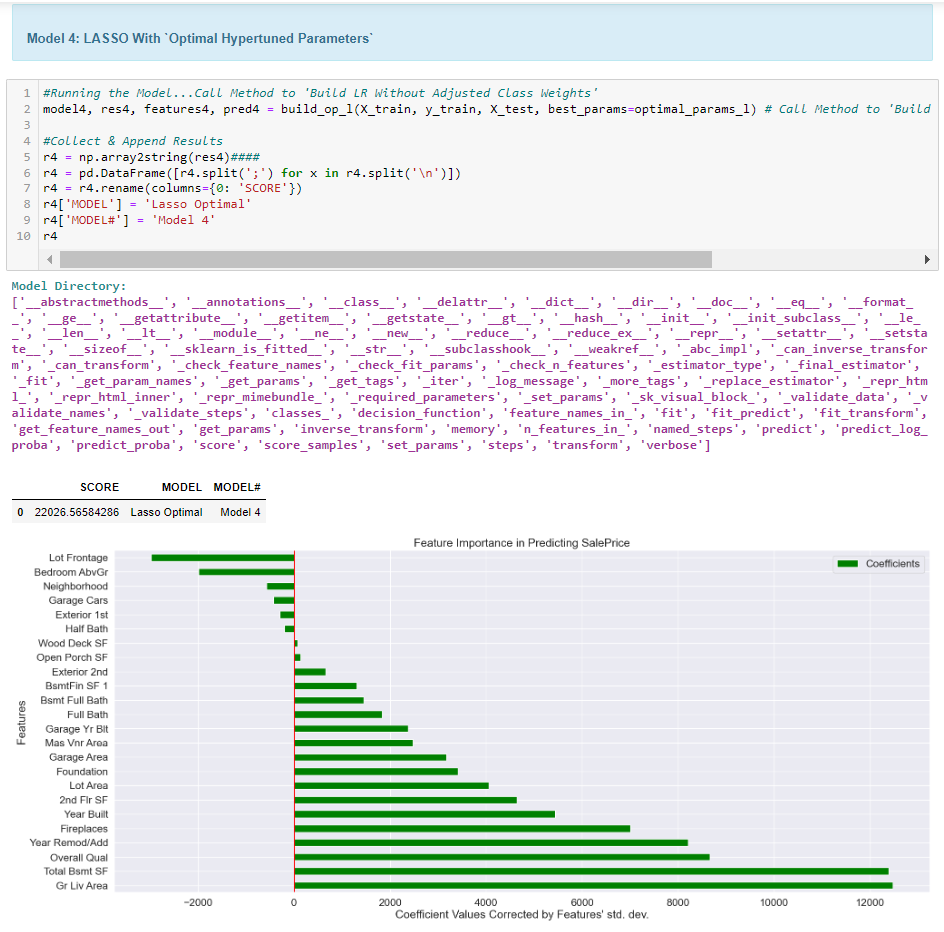 Model 4: LASSO With `Optimal Hypertuned Parameters`
1 #Running the Model...Call Method to 'Build LR Without Adjusted Class Weights'
2 model4, res4, features4, pred4 = build_op_l(X_train, y_train, X_test, best_params=optimal_params_l) # Call Method to 'Build
3
4 #Collect & Append Results
5 r4 = np.array2string(res4)####
6 r4 = pd.DataFrame([r4.split(';') for x in r4.split('\n')])
7 r4 = r4.rename(columns={0: 'SCORE'})
8 r4['MODEL'] = 'Lasso Optimal'
9 r4['MODEL#'] = 'Model 4'
10 r4
Model Directory:
['__abstractmethods__', '__annotations__', '__class__', '__delattr__', '__dict__', '__dir__', '__doc__', '__eq__', '__format_
_', '__ge__', '__getattribute__', '__getitem__', '__getstate__', '__gt__', '__hash__', '__init__', '__init_subclass__', '__le_
_', '__len__', '__lt__', '__module__', '__ne__', '__new__', '__reduce__', '__reduce_ex__', '__repr__', '__setattr__', '__setsta
te__', '__sizeof__', '__sklearn_is_fitted__', '__str__', '__subclasshook__', '__weakref__', '_abc_impl', '_can_inverse_transfor
m', '_can_transform', '_check_feature_names', '_check_fit_params', '_check_n_features', '_estimator_type', '_final_estimator',
'_fit', '_get_param_names', '_get_params', '_get_tags', '_iter', '_log_message', '_more_tags', '_replace_estimator', '_repr_htm
l_', '_repr_html_inner', '_repr_mimebundle_', '_required_parameters', '_set_params', '_sk_visual_block_', '_validate_data', '_v
alidate_names', '_validate_steps', 'classes_', 'decision_function', 'feature_names_in_', 'fit', 'fit_predict', 'fit_transform',
'get_feature_names_out', 'get_params', 'inverse_transform', 'memory', 'n_features_in_', 'named_steps', 'predict', 'predict_log_
proba', 'predict_proba', 'score', 'score_samples', 'set_params', 'steps', 'transform', 'verbose']
SCORE MODEL MODEL#
0 22026.56584286 Lasso Optimal Model 4
Feature Importance in Predicting SalePrice
Coefficients
Features
Lot Frontage
Bedroom AbvGr
Neighborhood
Garage Cars
Exterior 1st
Half Bath
Wood Deck SF
Open Porch SF
Exterior 2nd
BsmtFin SF 1
Bsmt Full Bath
Full Bath
Garage Yr Blt
Mas Vnr Area
Garage Area
Foundation
Lot Area
2nd Flr SF
Year Built
Fireplaces
Year Remod/Add
Overall Qual
Total Bsmt SF
Gr Liv Area
−2000 0 2000 4000 6000 8000 10000 12000
Coefficient Values Corrected by Features' std. dev.